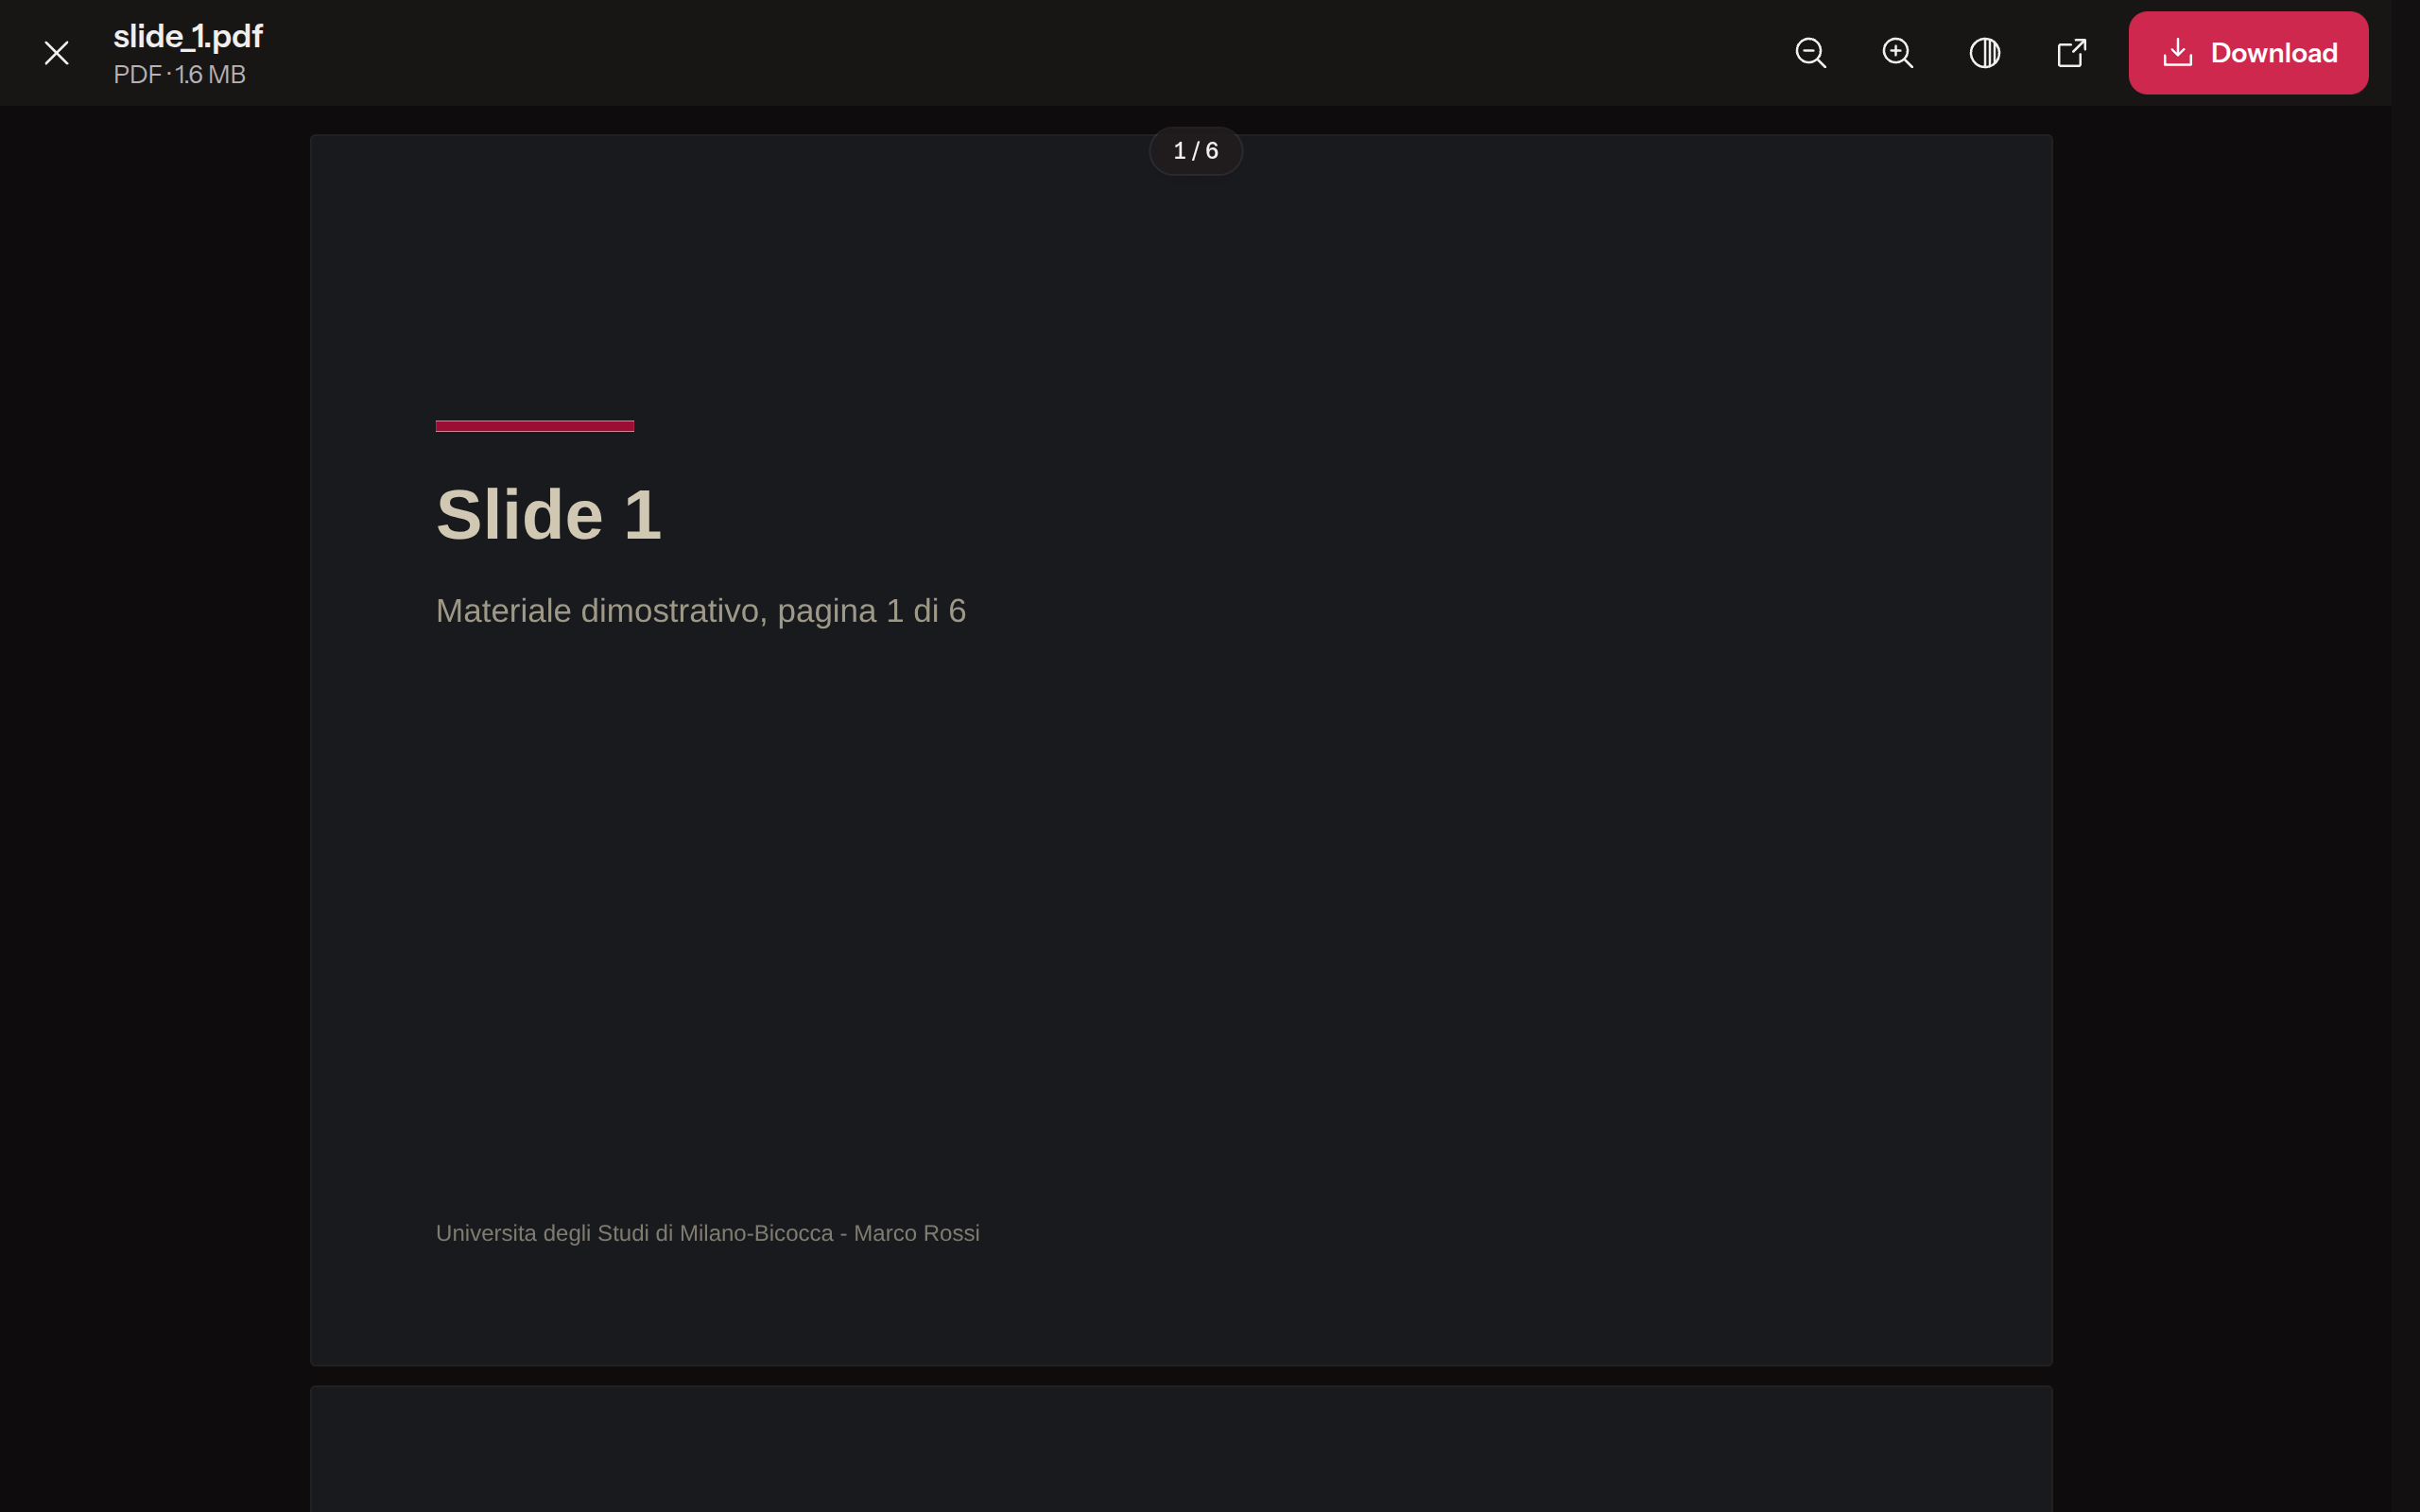 slide_1.pdf
PDF · 1.6 MB
Download
1 / 6
Slide 1
Materiale dimostrativo, pagina 1 di 6
Universita degli Studi di Milano-Bicocca - Marco Rossi